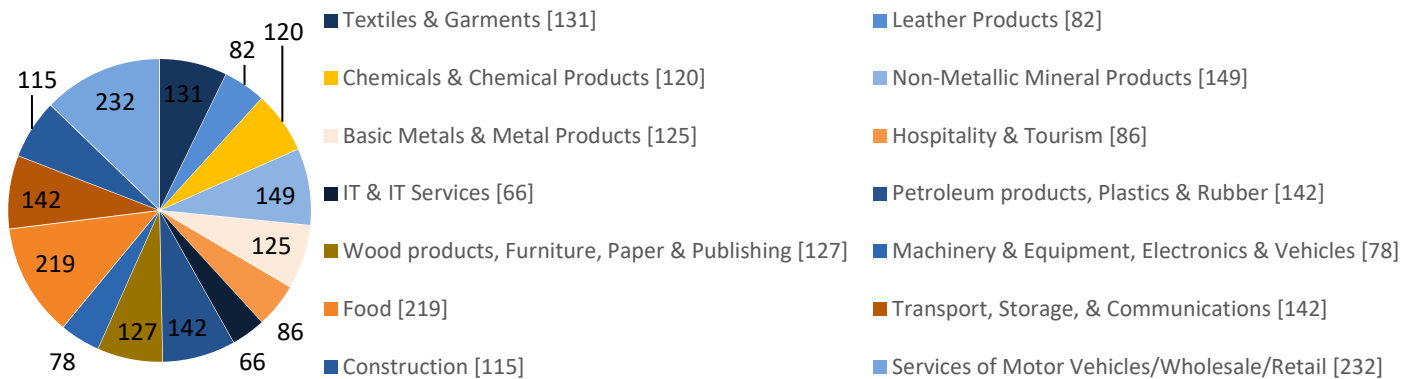 131
82
120
149
125
86
66
142
127
78
219
142
115
232
Textiles & Garments [131]
Leather Products [82]
Chemicals & Chemical Products [120]
Non-Metallic Mineral Products [149]
Basic Metals & Metal Products [125]
Hospitality & Tourism [86]
IT & IT Services [66]
Petroleum products, Plastics & Rubber [142]
Wood products, Furniture, Paper & Publishing [127]
Machinery & Equipment, Electronics & Vehicles [78]
Food [219]
Transport, Storage, & Communications [142]
Construction [115]
Services of Motor Vehicles/Wholesale/Retail [232]